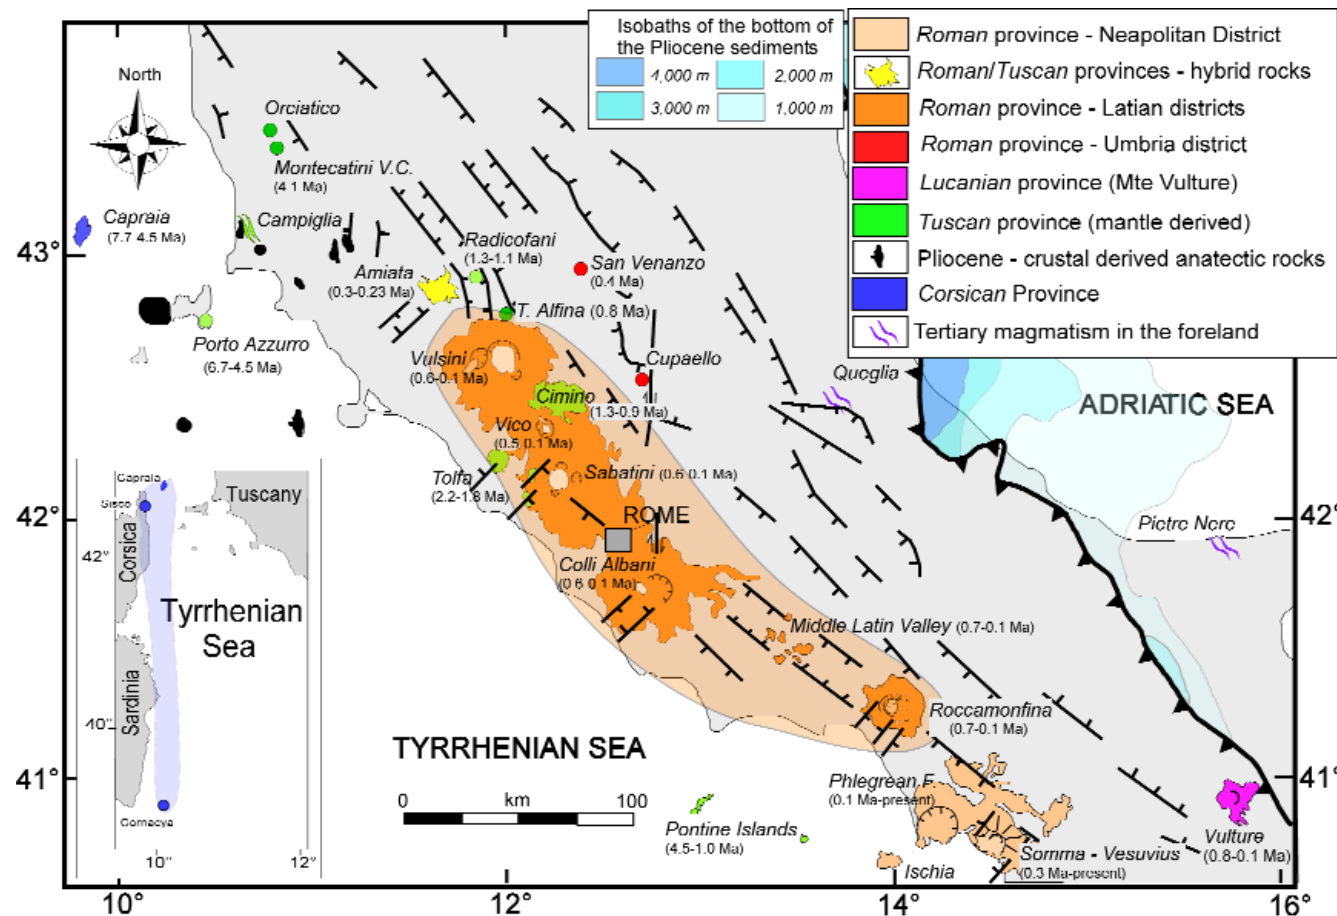 Isobaths of the bottom of
the Pliocene sediments
4,000 m
2,000 m
3,000 m
1,000 m
Roman province - Neapolitan District
Roman/Tuscan provinces - hybrid rocks
Roman province - Latian districts
Roman province - Umbria district
Lucanian province (Mte Vulture)
Tuscan province (mantle derived)
Pliocene - crustal derived anatectic rocks
Corsican Province
Tertiary magmatism in the foreland
North
Orciatico
Montecatini V.C.
(4 1 Ma)
Capraia
(7.7-4.5 Ma)
Campiglia
43°
Radicofani
(1.3-1.1 Ma)
Amiata
(0.3-0.23 Ma)
San Venanzo
(0.4 Ma)
T. Alfina (0.8 Ma)
Porto Azzurro
(6.7-4.5 Ma)
Vulsini
(0.6-0.1 Ma)
Cupaello
Cimino
(1.3-0.9 Ma)
Queglia
ADRIATIC SEA
Vico
(0.5 0.1 Ma)
Tolfa
(2.2-1.8 Ma)
Sabatini (0.6 0.1 Ma)
42°
ROME
42°
Pietre Nere
Colli Albani
(0.6 0.1 Ma)
Middle Latin Valley (0.7-0.1 Ma)
Roccamonfina
(0.7-0.1 Ma)
Capraia
Sisco
Tuscany
Corsica
42°
Tyrrhenian
Sea
Sardinia
40°
Cornacya
10°
12°
TYRRHENIAN SEA
0
km
100
41°
41°
Phlegrean F.
(0.1 Ma-present)
Pontine Islands
(4.5-1.0 Ma)
Ischia
Somma - Vesuvius
(0.3 Ma-present)
Vulture
(0.8-0.1 Ma)
10°
12°
14°
16°